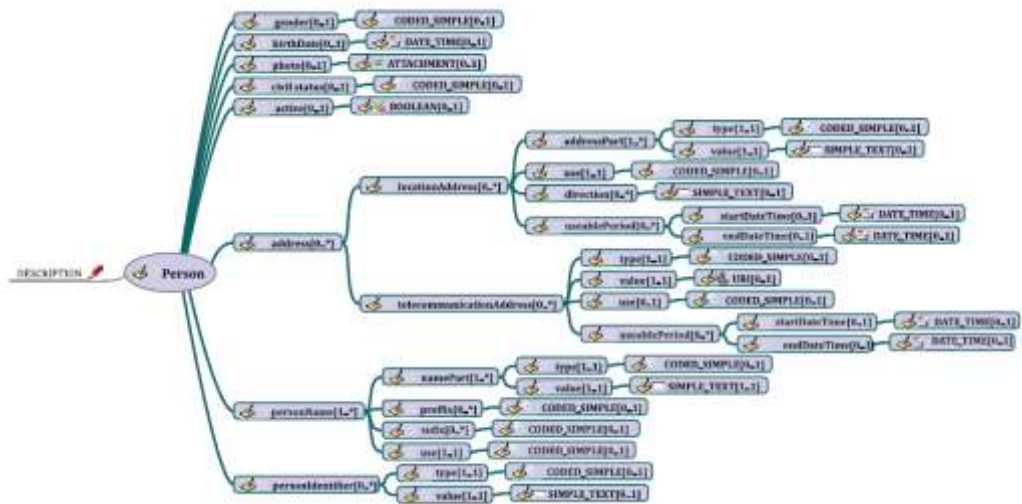 gender[0..1] CODED_SIMPLE[0..1]
birthDate[0..1] DATE_TIME[0..1]
photo[0..1] ATTACHMENT[0..1]
civil status[0..1] CODED_SIMPLE[0..1]
active[0..1] BOOLEAN[0..1]
DESCRIPTION
Person
address[0..*]
locationAddress[0..*]
addressPart[1..*]
type[1..1] CODED_SIMPLE[0..1]
value[1..1] SIMPLE_TEXT[0..1]
use[1..1] CODED_SIMPLE[0..1]
direction[0..*] SIMPLE_TEXT[0..1]
useablePeriod[0..*]
startDateTime[0..1] DATE_TIME[0..1]
endDateTime[0..1] DATE_TIME[0..1]
telecommunicationAddress[0..*]
type[1..1] CODED_SIMPLE[0..1]
value[1..1] URI[0..1]
use[0..1] CODED_SIMPLE[0..1]
useablePeriod[0..*]
startDateTime[0..1] DATE_TIME[0..1]
endDateTime[0..1] DATE_TIME[0..1]
personName[1..*]
namePart[1..*]
type[1..1] CODED_SIMPLE[0..1]
value[1..1] SIMPLE_TEXT[1..1]
prefix[0..*] CODED_SIMPLE[0..1]
sufix[0..*] CODED_SIMPLE[0..1]
use[1..1] CODED_SIMPLE[0..1]
personIdentifier[0..*]
type[1..1] CODED_SIMPLE[0..1]
value[1..1] SIMPLE_TEXT[0..1]